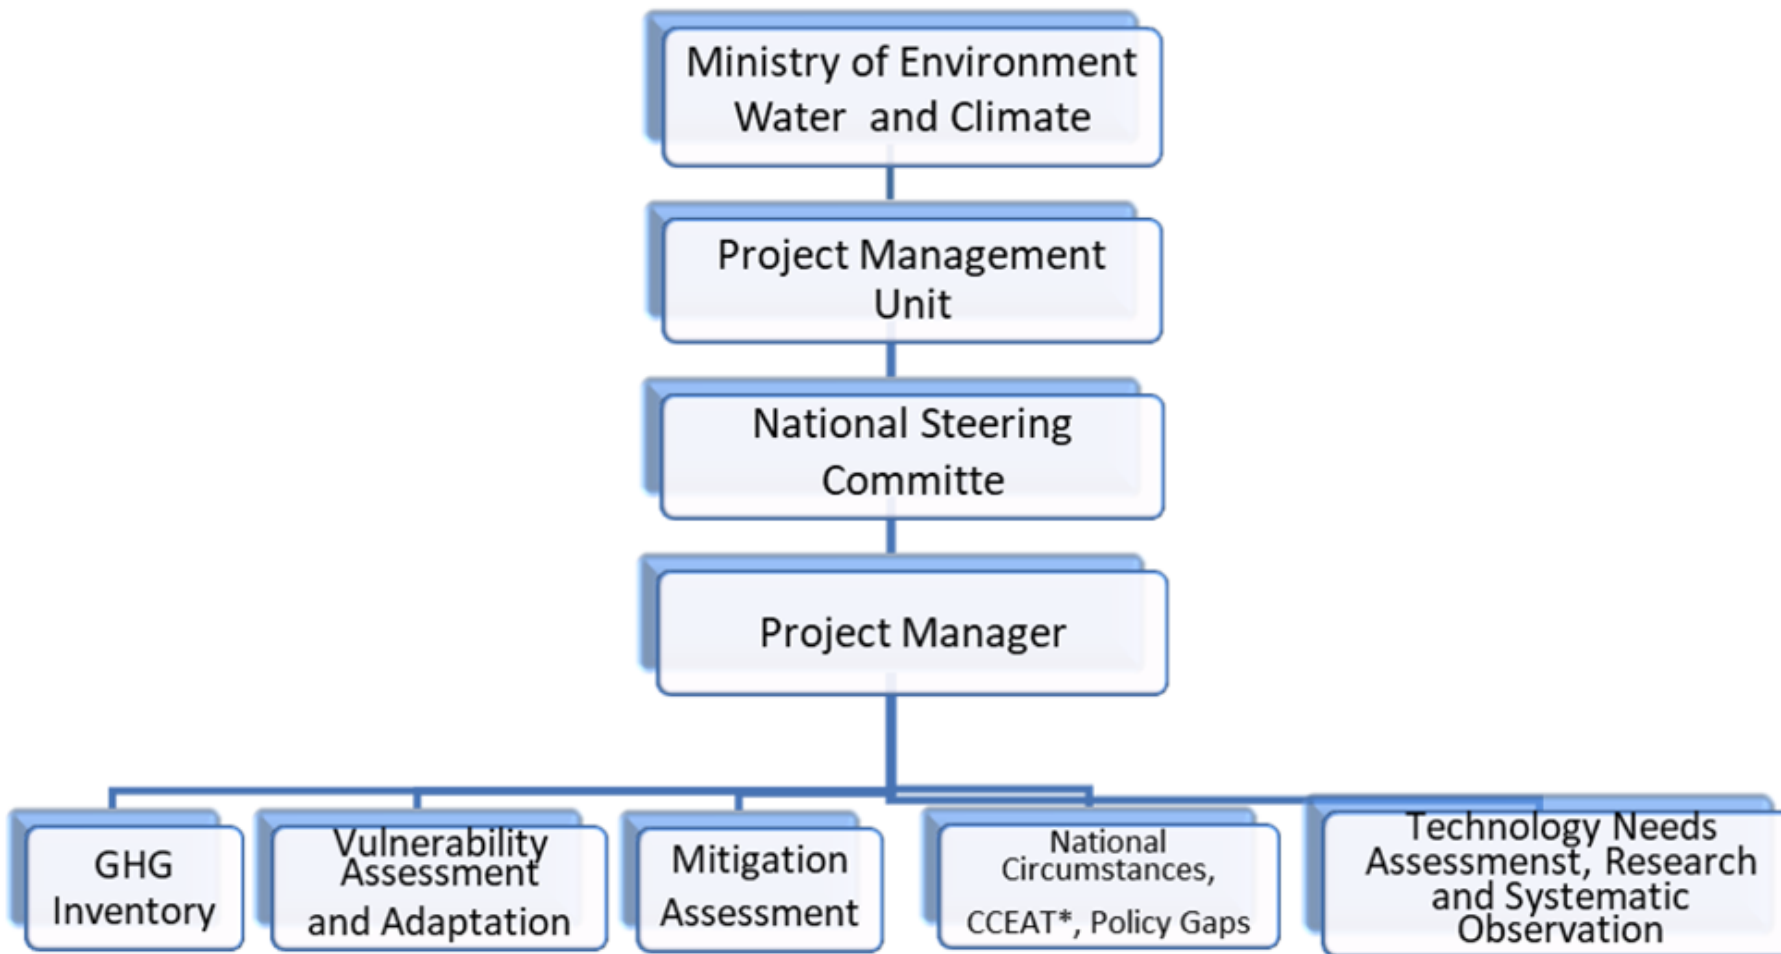 Ministry of Environment
Water and Climate
Project Management
Unit
National Steering
Committe
Project Manager
GHG
Inventory
Vulnerability
Assessment
and Adaptation
Mitigation
Assessment
National
Circumstances,
CCEAT*, Policy Gaps
Technology Needs
Assessmenst, Research
and Systematic
Observation